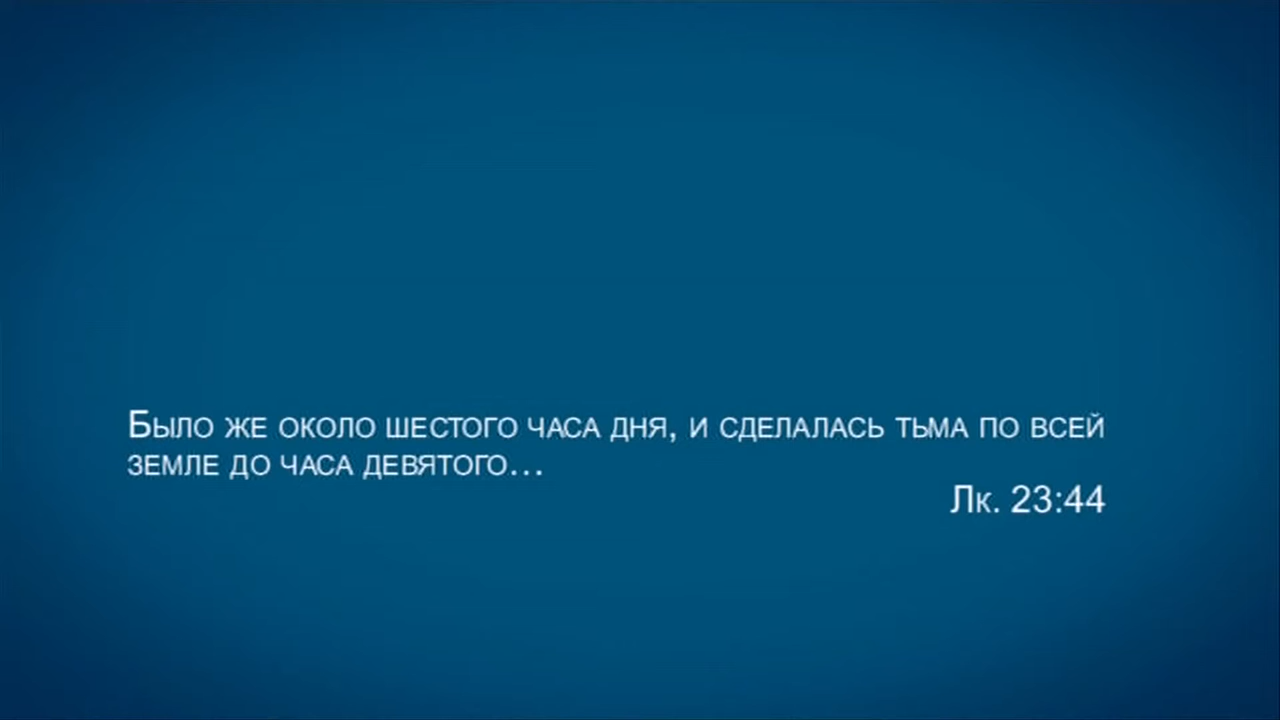 Было же около шестого часа дня, и сделалась тьма по всей
земле до часа девятого...
Лк. 23:44